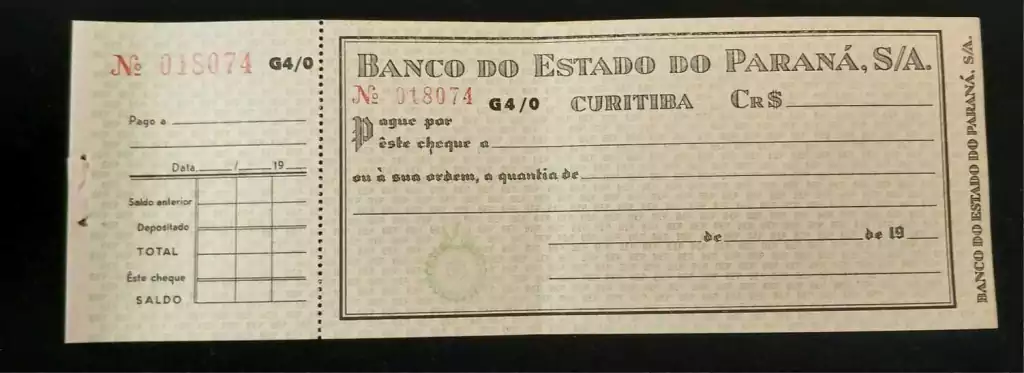 Nº 018074 G4/0
Pago a
Data / 19
Saldo anterior
Depositado
TOTAL
Êste cheque
SALDO
BANCO DO ESTADO DO PARANÁ, S/A.
Nº 018074 G4/0 CURITIBA CR$
Pague por
êste cheque a
ou à sua ordem, a quantia de
de de 19
BANCO DO ESTADO DO PARANÁ, S/A.